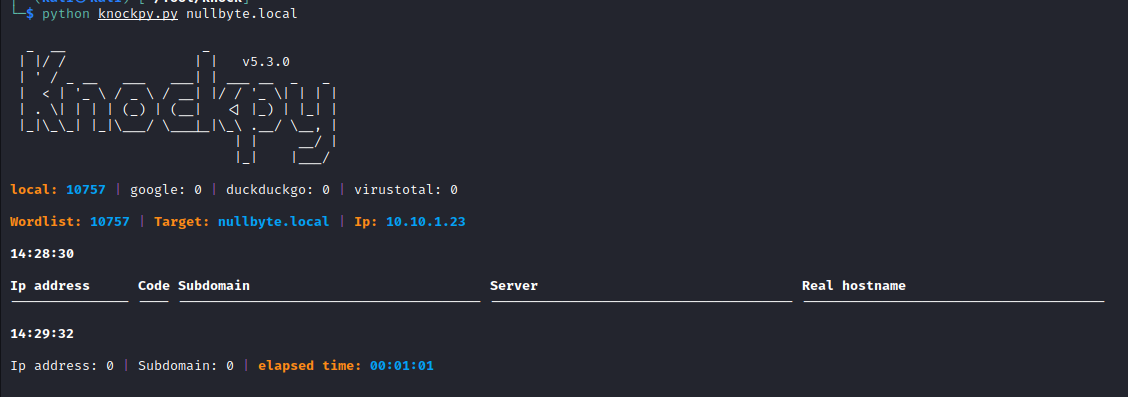 └─$ python knockpy.py nullbyte.local
v5.3.0
local: 10757 | google: 0 | duckduckgo: 0 | virustotal: 0
Wordlist: 10757 | Target: nullbyte.local | Ip: 10.10.1.23
14:28:30
Ip address Code Subdomain Server Real hostname
14:29:32
Ip address: 0 | Subdomain: 0 | elapsed time: 00:01:01